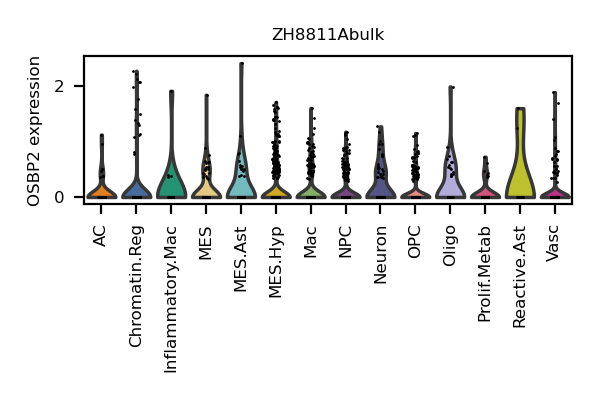 ZH8811Abulk
OSBP2 expression
2
0
AC
Chromatin.Reg
Inflammatory.Mac
MES
MES.Ast
MES.Hyp
Mac
NPC
Neuron
OPC
Oligo
Prolif.Metab
Reactive.Ast
Vasc